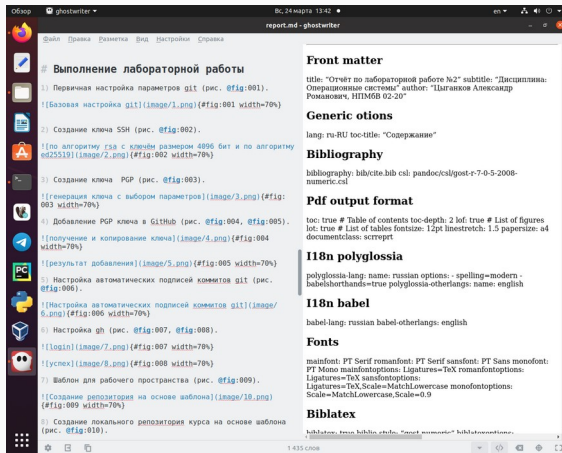 Обзор
ghostwriter
Вс, 24 марта 13:42
en
report.md - ghostwriter
Файл Правка Разметка Вид Настройки Справка
# Выполнение лабораторной работы
1) Первичная настройка параметров git (рис. @fig:001).
![Базовая настройка git](image/1.png){#fig:001 width=70%}
2) Создание ключа SSH (рис. @fig:002).
![по алгоритму rsa с ключём размером 4096 бит и по алгоритму
ed25519](image/2.png){#fig:002 width=70%}
3) Создание ключа PGP (рис. @fig:003).
![генерация ключа с выбором параметров](image/3.png){#fig:
003 width=70%}
4) Добавление PGP ключа в GitHub (рис. @fig:004, @fig:005).
![получение и копирование ключа](image/4.png){#fig:004
width=70%}
![результат добавления](image/5.png){#fig:005 width=70%}
5) Настройка автоматических подписей коммитов git (рис.
@fig:006).
![Настройка автоматических подписей коммитов git](image/
6.png){#fig:006 width=70%}
6) Настройка gh (рис. @fig:007, @fig:008).
![login](image/7.png){#fig:007 width=70%}
![успех](image/8.png){#fig:008 width=70%}
7) Шаблон для рабочего пространства (рис. @fig:009).
![Создание репозитория на основе шаблона](image/10.png)
{#fig:009 width=70%}
8) Создание локального репозитория курса на основе шаблона
(рис. @fig:010).
Front matter
title: “Отчёт по лабораторной работе №2” subtitle: “Дисциплина:
Операционные системы” author: “Цыганков Александр
Романович, НПМбВ 02-20”
Generic otions
lang: ru-RU toc-title: “Содержание”
Bibliography
bibliography: bib/cite.bib csl: pandoc/csl/gost-r-7-0-5-2008-
numeric.csl
Pdf output format
toc: true # Table of contents toc-depth: 2 lof: true # List of figures
lot: true # List of tables fontsize: 12pt linestretch: 1.5 papersize: a4
documentclass: scrreprt
I18n polyglossia
polyglossia-lang: name: russian options: - spelling=modern -
babelshorthands=true polyglossia-otherlangs: name: english
I18n babel
babel-lang: russian babel-otherlangs: english
Fonts
mainfont: PT Serif romanfont: PT Serif sansfont: PT Sans monofont:
PT Mono mainfontoptions: Ligatures=TeX romanfontoptions:
Ligatures=TeX sansfontoptions:
Ligatures=TeX,Scale=MatchLowercase monofontoptions:
Scale=MatchLowercase,Scale=0.9
Biblatex
biblatex: true biblio-style: “gost-numeric” biblatexoptions:
1 435 слов